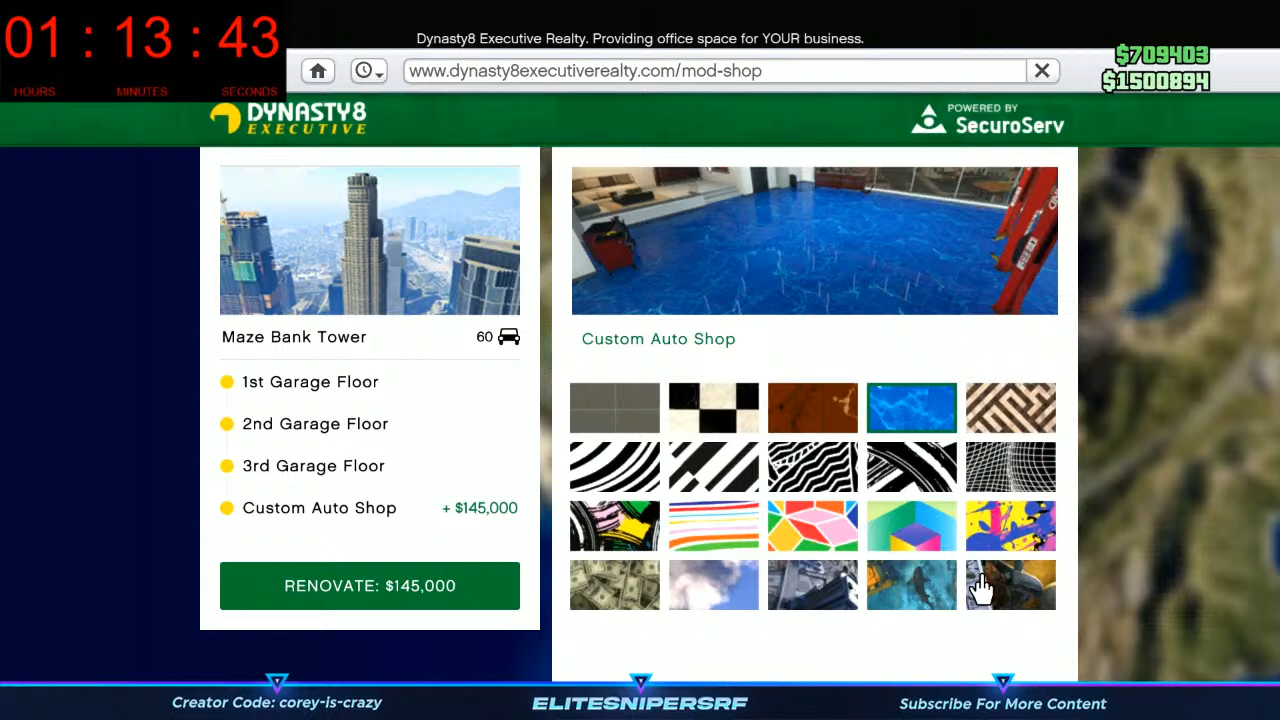 01 : 13 : 43
HOURS MINUTES SECONDS
Dynasty8 Executive Realty. Providing office space for YOUR business.
www.dynasty8executiverealty.com/mod-shop
$709403
$1500894
DYNASTY8
EXECUTIVE
POWERED BY
SecuroServ
Maze Bank Tower 60
Custom Auto Shop
1st Garage Floor
2nd Garage Floor
3rd Garage Floor
Custom Auto Shop + $145,000
RENOVATE: $145,000
Creator Code: corey-is-crazy
ELITESNIPERSRF
Subscribe For More Content